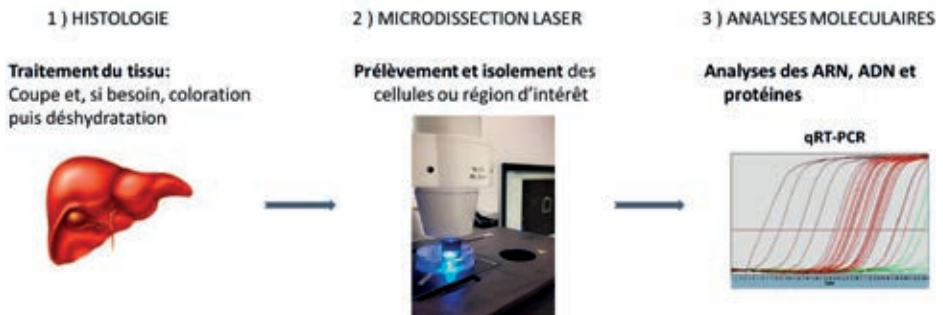 1 ) HISTOLOGIE
Traitement du tissu:
Coupe et, si besoin, coloration
puis déshydratation
2 ) MICRODISSECTION LASER
Prélèvement et isolement des
cellules ou région d'intérêt
3 ) ANALYSES MOLECULAIRES
Analyses des ARN, ADN et
protéines
qRT-PCR